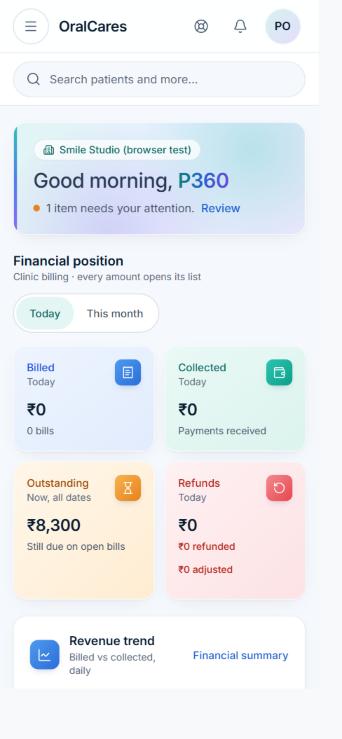 OralCares
PO
Search patients and more...
Smile Studio (browser test)
Good morning, P360
1 item needs your attention. Review
Financial position
Clinic billing · every amount opens its list
Today
This month
Billed
Today
₹0
0 bills
Collected
Today
₹0
Payments received
Outstanding
Now, all dates
₹8,300
Still due on open bills
Refunds
Today
₹0
₹0 refunded
₹0 adjusted
Revenue trend
Billed vs collected,
daily
Financial summary